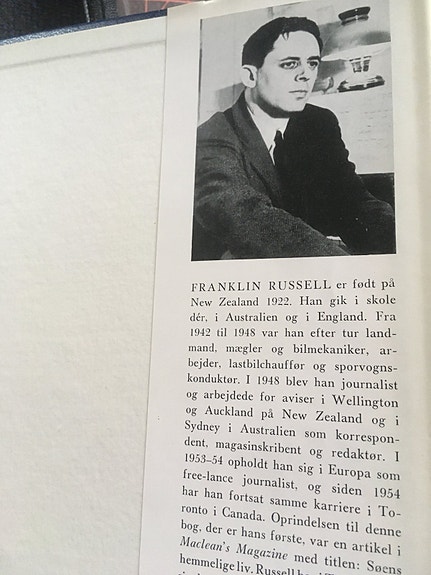 FRANKLIN RUSSELL er født på
New Zealand 1922. Han gik i skole
dér, i Australien og i England. Fra
1942 til 1948 var han efter tur land-
mand, mægler og bilmekaniker, ar-
bejder, lastbilchauffør og sporvogns-
konduktør. I 1948 blev han journalist
og arbejdede for aviser i Wellington
og Auckland på New Zealand og i
Sydney i Australien som korrespon-
dent, magasinskribent og redaktør. I
1953-54 opholdt han sig i Europa som
free-lance journalist, og siden 1954
har han fortsat samme karriere i To-
ronto i Canada. Oprindelsen til denne
bog, der er hans første, var en artikel i
Maclean's Magazine med titlen: Søens
hemmelige liv. Russell